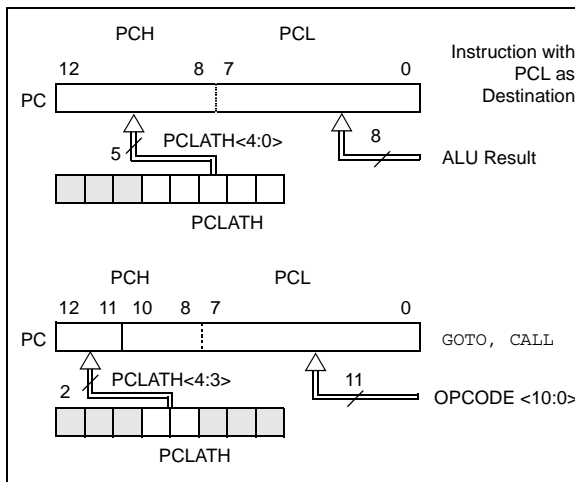 PCH PCL
12 8 7 0
Instruction with
PCL as
Destination
PC
5 PCLATH<4:0> 8
ALU Result
PCLATH
PCH PCL
12 11 10 8 7 0
PC GOTO, CALL
2 PCLATH<4:3> 11
OPCODE <10:0>
PCLATH